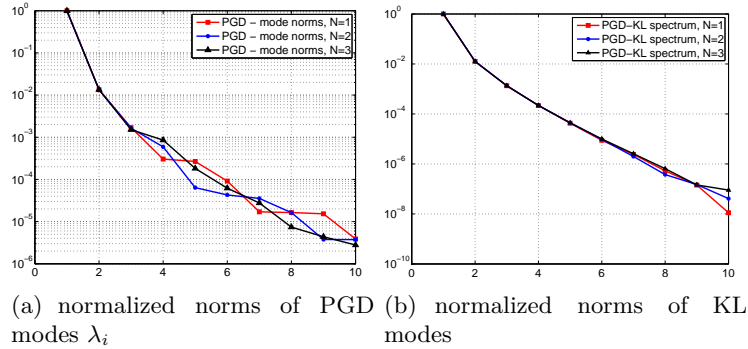 10^0
10^-1
10^-2
10^-3
10^-4
10^-5
10^-6
0 2 4 6 8 10
PGD − mode norms, N=1
PGD − mode norms, N=2
PGD − mode norms, N=3
(a) normalized norms of PGD
modes λ_i
10^0
10^-2
10^-4
10^-6
10^-8
10^-10
0 2 4 6 8 10
PGD−KL spectrum, N=1
PGD−KL spectrum, N=2
PGD−KL spectrum, N=3
(b) normalized norms of KL
modes